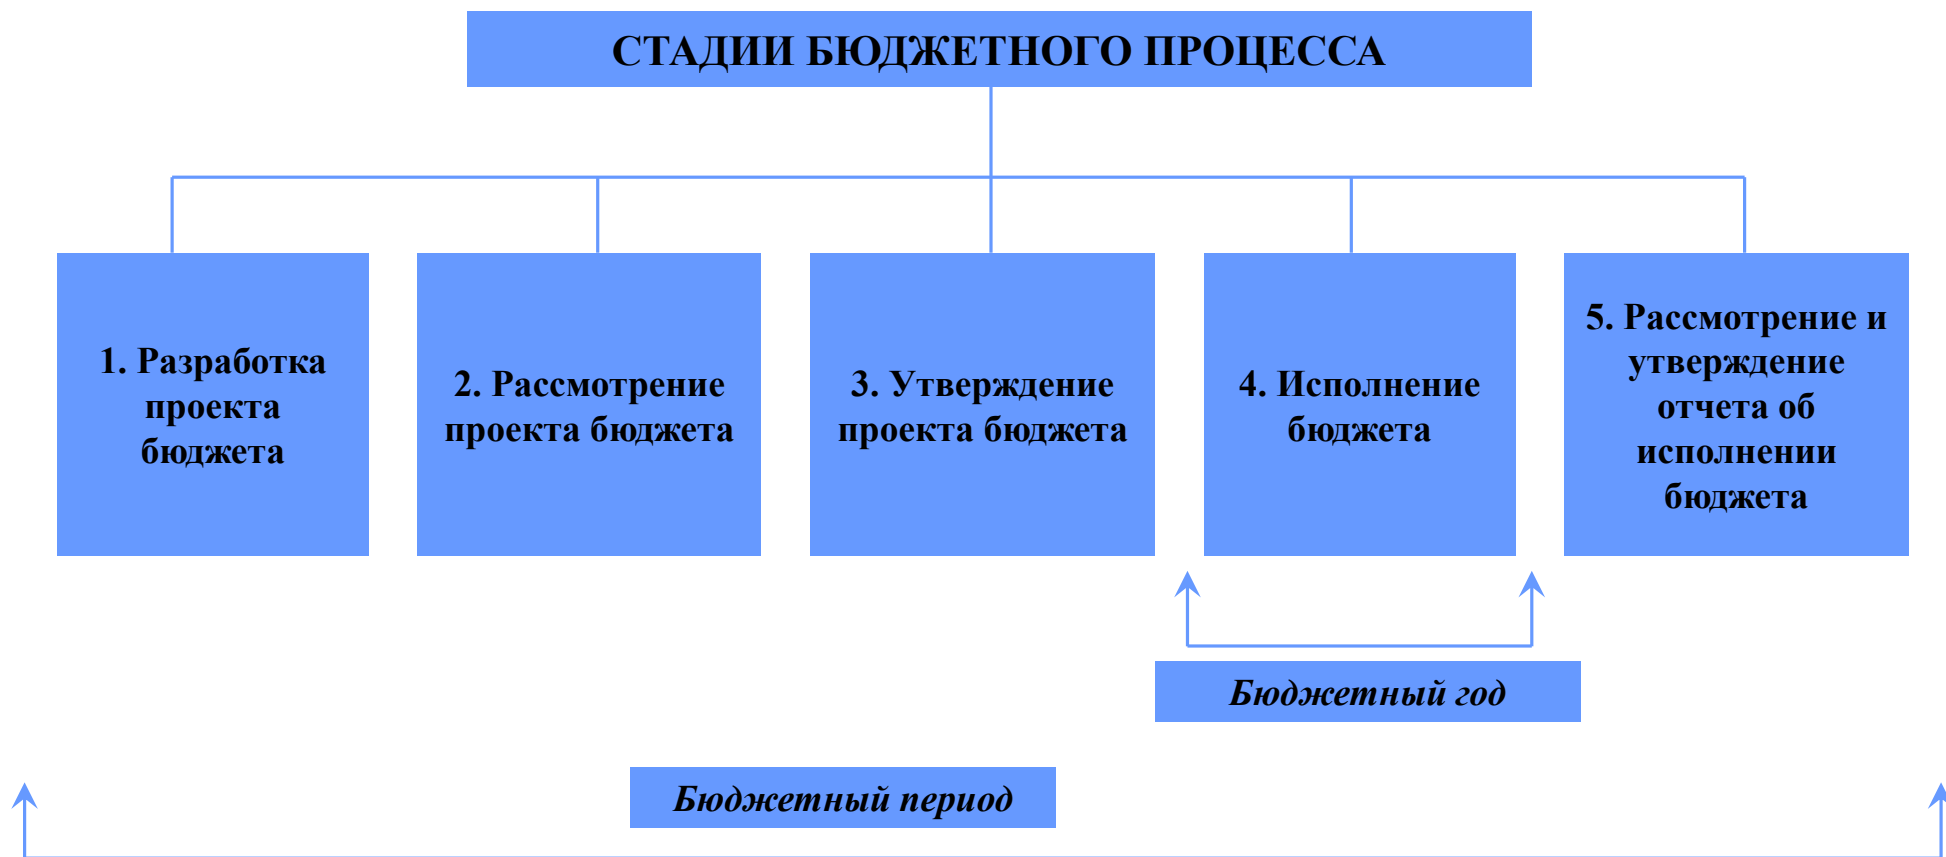 СТАДИИ БЮДЖЕТНОГО ПРОЦЕССА
1. Разработка
проекта
бюджета
2. Рассмотрение
проекта бюджета
3. Утверждение
проекта бюджета
4. Исполнение
бюджета
5. Рассмотрение и
утверждение
отчета об
исполнении
бюджета
Бюджетный год
Бюджетный период